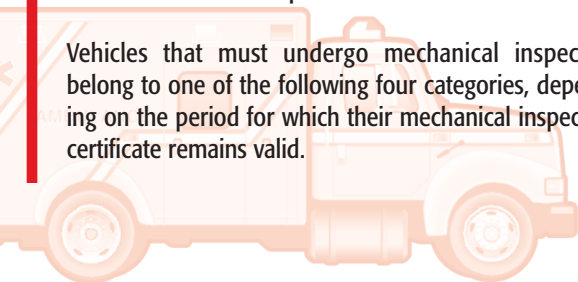 Vehicles that must undergo mechanical inspec
belong to one of the following four categories, depe
ing on the period for which their mechanical inspec
certificate remains valid.